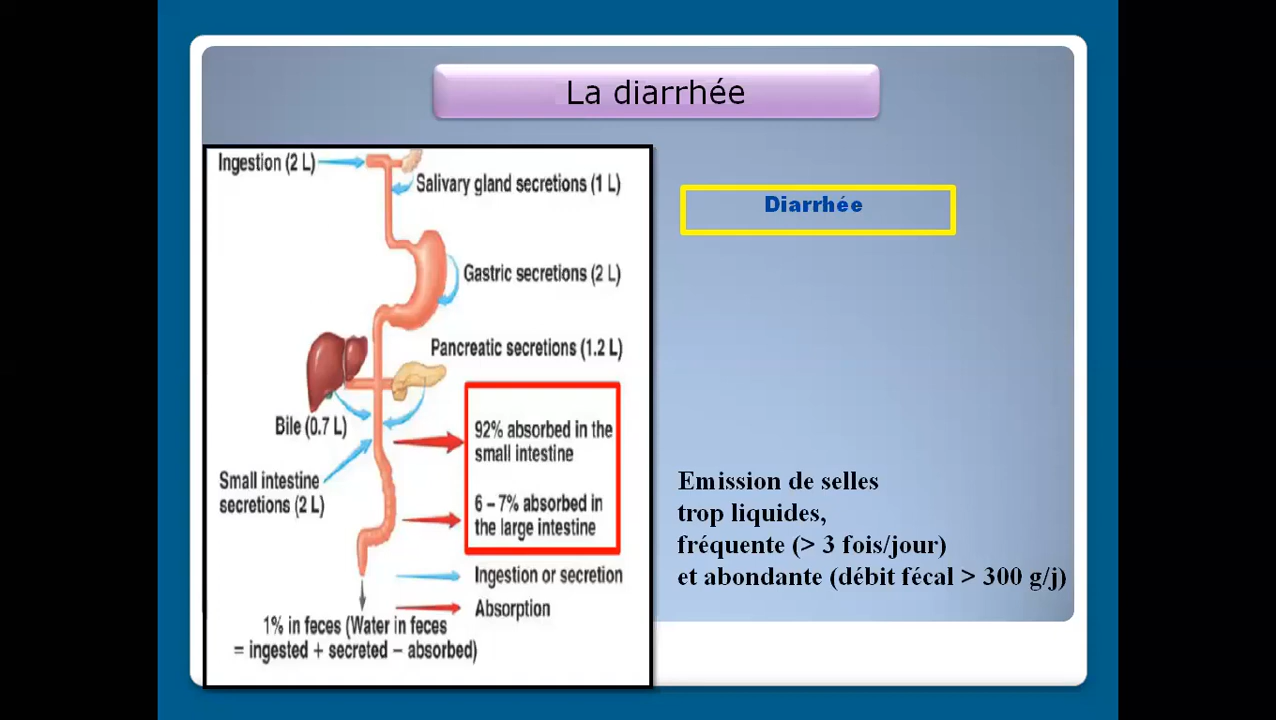 La diarrhée
Ingestion (2 L)
Salivary gland secretions (1 L)
Gastric secretions (2 L)
Pancreatic secretions (1.2 L)
Bile (0.7 L)
Small intestine
secretions (2 L)
92% absorbed in the
small intestine
6 – 7% absorbed in
the large intestine
Ingestion or secretion
Absorption
1% in feces (Water in feces
= ingested + secreted – absorbed)
Diarrhée
Emission de selles
trop liquides,
fréquente (> 3 fois/jour)
et abondante (débit fécal > 300 g/j)